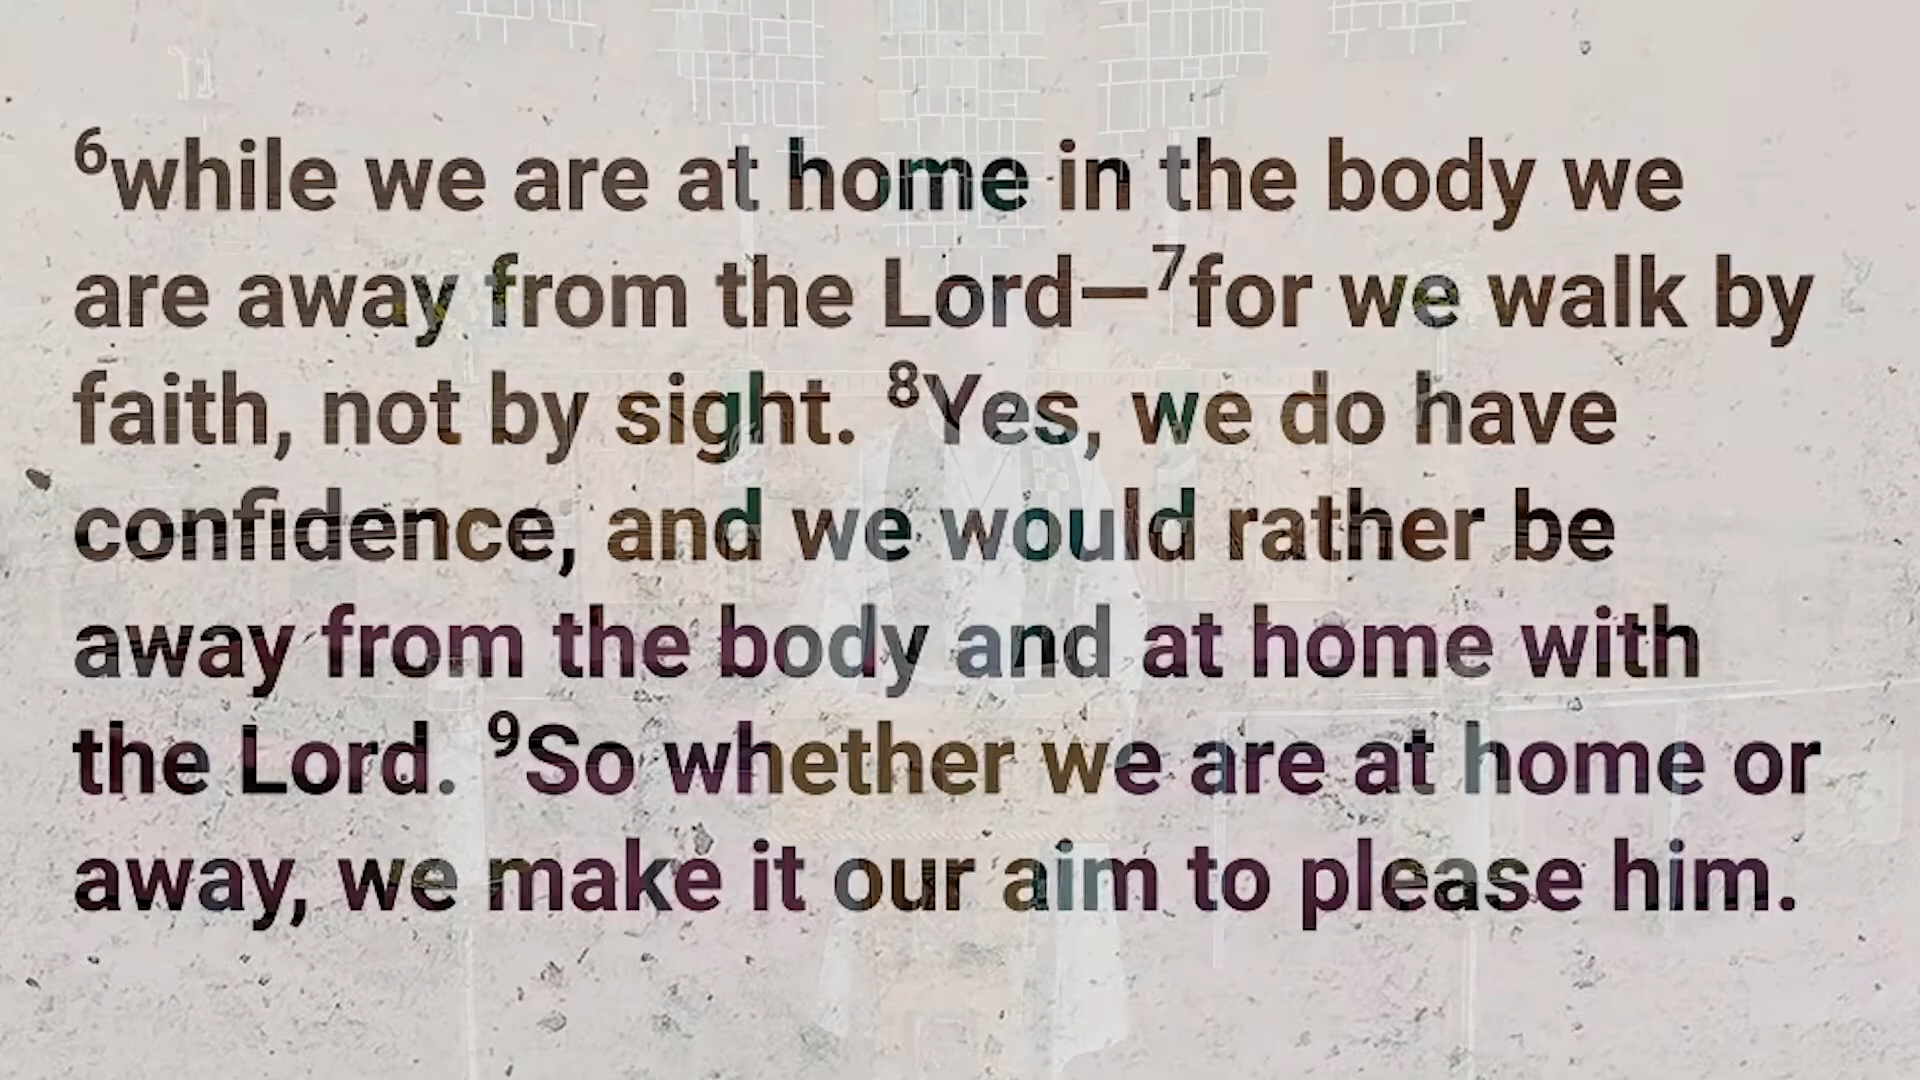 ⁶while we are at home in the body we
are away from the Lord—⁷for we walk by
faith, not by sight. ⁸Yes, we do have
confidence, and we would rather be
away from the body and at home with
the Lord. ⁹So whether we are at home or
away, we make it our aim to please him.